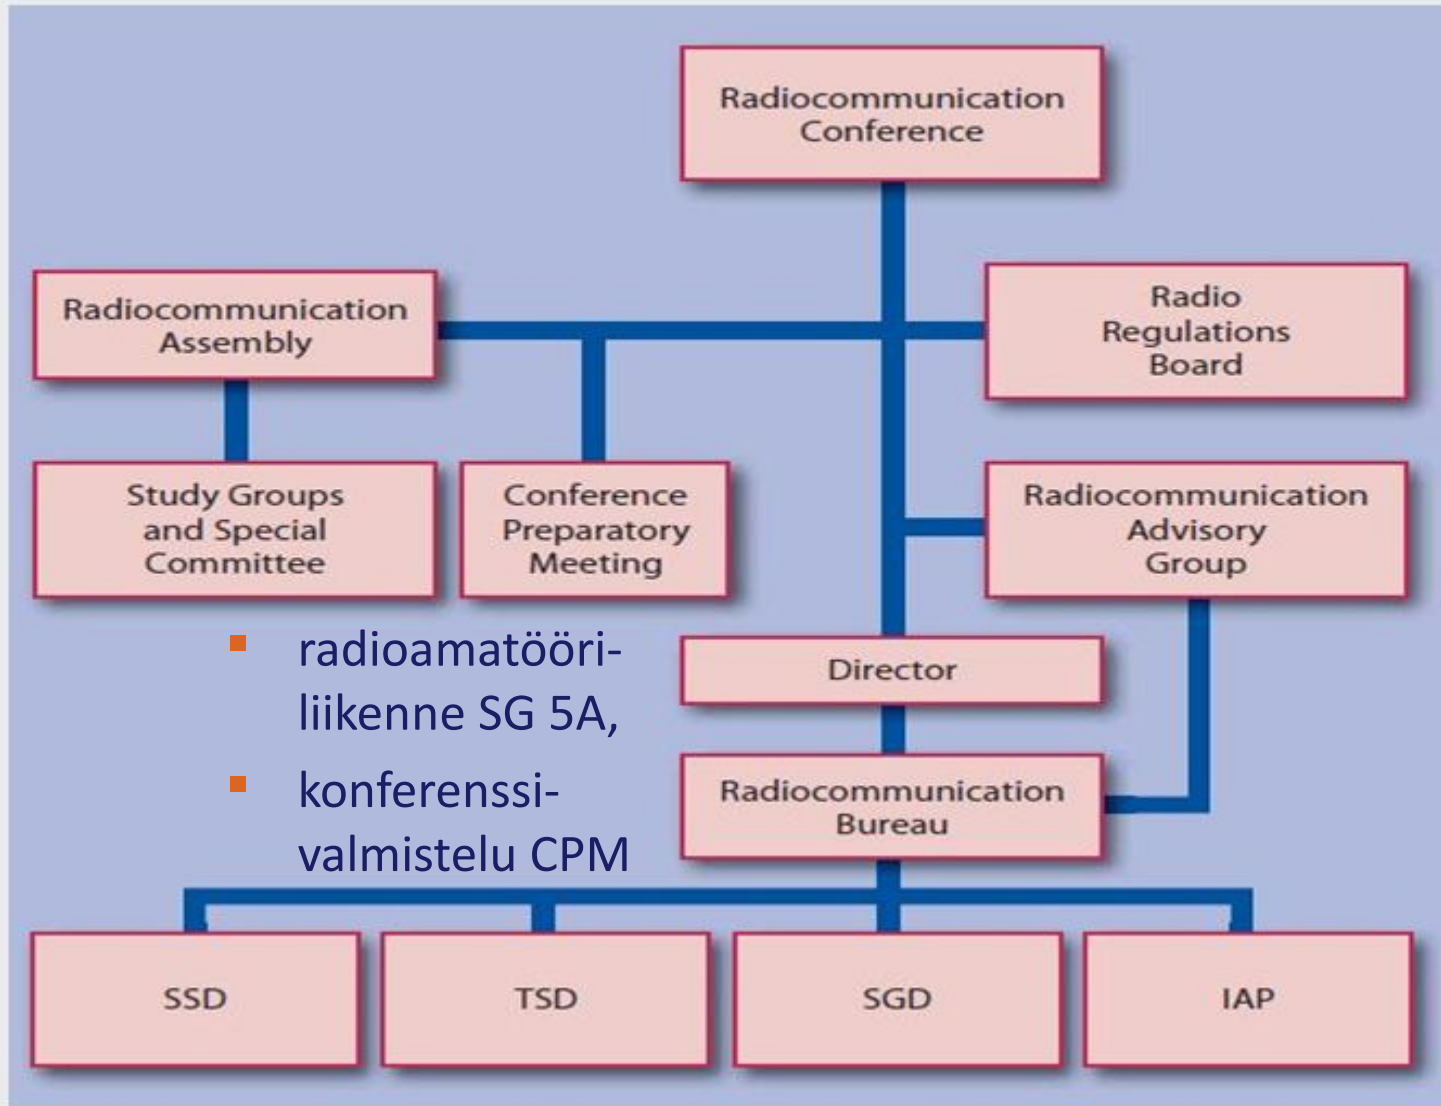 Radiocommunication
Conference
Radiocommunication
Assembly
Radio
Regulations
Board
Study Groups
and Special
Committee
Conference
Preparatory
Meeting
Radiocommunication
Advisory
Group
▪ radioamatööri-
liikenne SG 5A,
▪ konferenssi-
valmistelu CPM
Director
Radiocommunication
Bureau
SSD
TSD
SGD
IAP